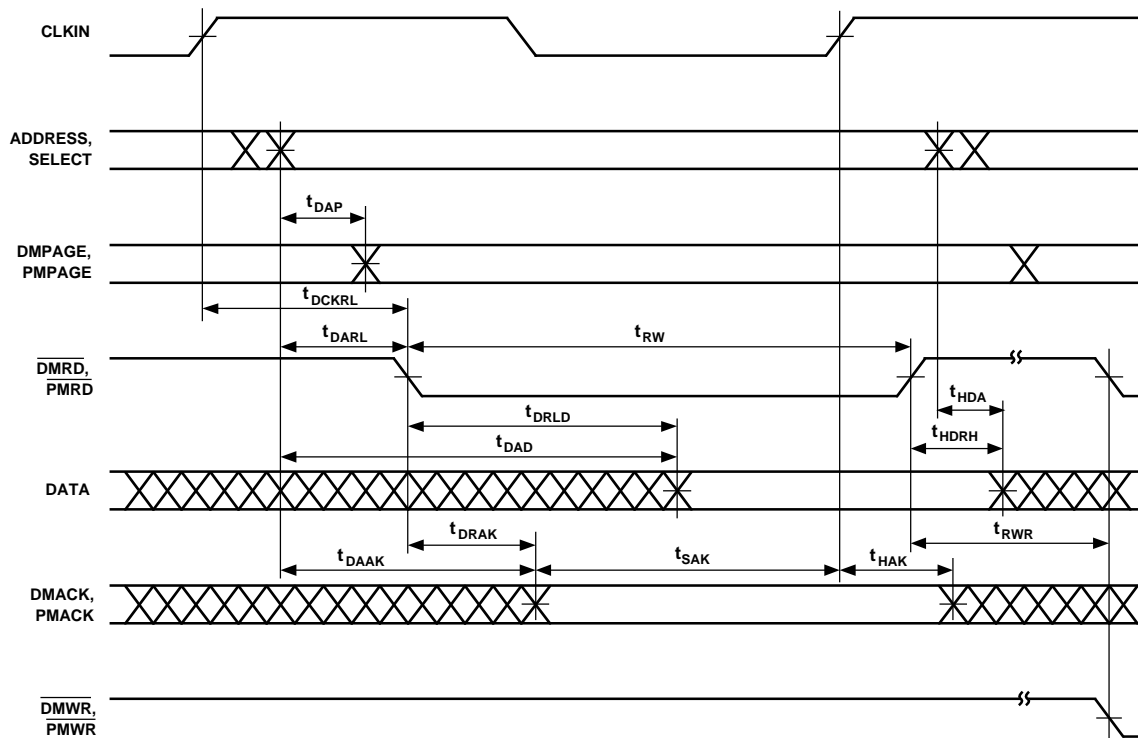 CLKIN
ADDRESS,
SELECT
tDAP
DMPAGE,
PMPAGE
tDCKRL
tDARL
tRW
DMRD,
PMRD
tHDA
tDRLD
tHDRH
tDAD
DATA
tDRAK
tRWR
tDAAK
tSAK
tHAK
DMACK,
PMACK
DMWR,
PMWR